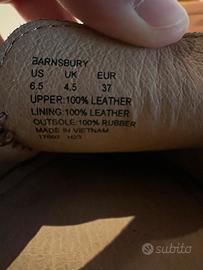 BARNSBURY
US UK EUR
6.5 4.5 37
UPPER:100% LEATHER
LINING:100% LEATHER
OUTSOLE:100% RUBBER
MADE IN VIETNAM
subito